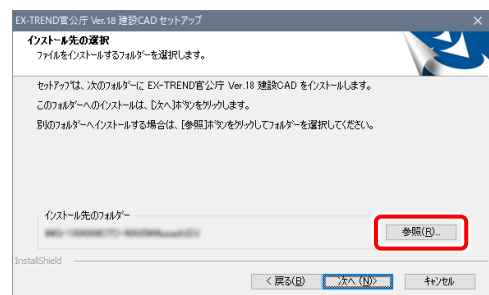 EX-TREND官公庁 Ver.18 建設CAD セットアップ
インストール先の選択
ファイルをインストールするフォルダーを選択します。
セットアップは、次のフォルダーに EX-TREND官公庁 Ver.18 建設CAD をインストールします。
このフォルダーへのインストールは、［次へ］ボタンをクリックします。
別のフォルダーへインストールする場合は、［参照］ボタンをクリックしてフォルダーを選択してください。
インストール先のフォルダー
参照(R)...
InstallShield
< 戻る(B) 次へ (N)> キャンセル